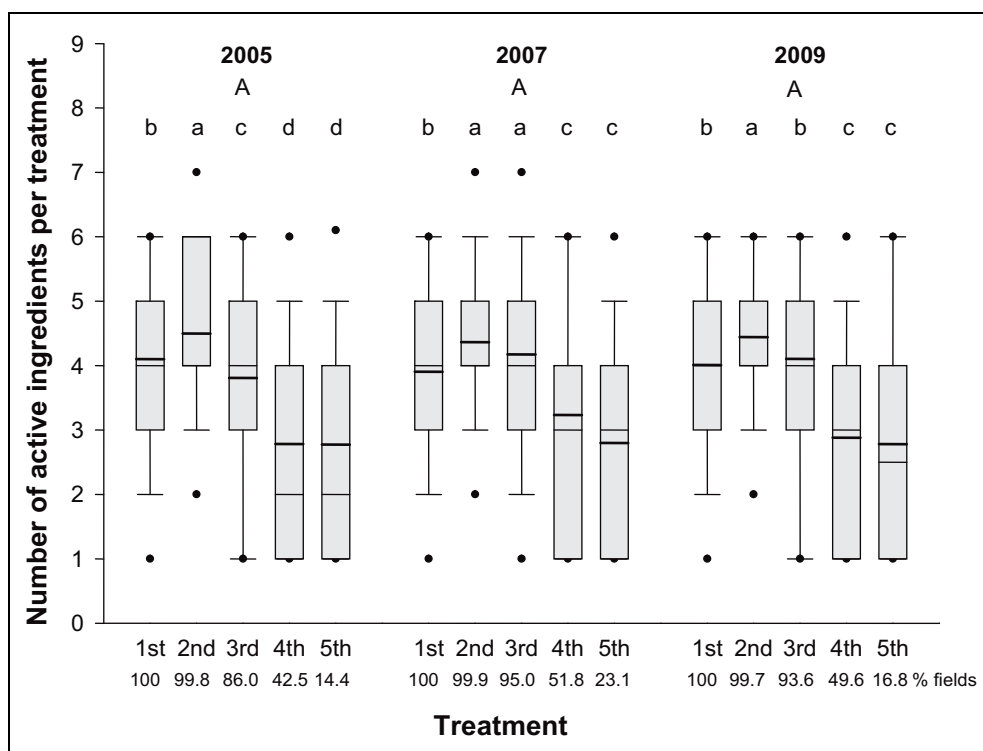 Number of active ingredients per treatment
9
8
7
6
5
4
3
2
1
0
2005 2007 2009
A A A
b a c d d b a a c c b a b c c
1st 2nd 3rd 4th 5th 1st 2nd 3rd 4th 5th 1st 2nd 3rd 4th 5th
100 99.8 86.0 42.5 14.4 100 99.9 95.0 51.8 23.1 100 99.7 93.6 49.6 16.8 % fields
Treatment